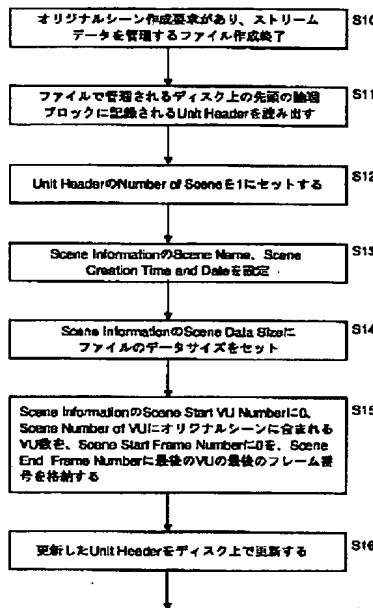 オリジナルシーン作成要求があり、ストリーム
データを管理するファイル作成終了
S10
ファイルで管理されるディスク上の先頭の論理
ブロックに記録されるUnit Headerを読み出す
S11
Unit HeaderのNumber of Sceneを1にセットする
S12
Scene InformationのScene Name、Scene
Creation Time and Dateを設定
S13
Scene InformationのScene Data Sizeに
ファイルのデータサイズをセット
S14
Scene InformationのScene Start VU Numberに0、
Scene Number of VUにオリジナルシーンに含まれる
VU数を、Scene Start Frame Numberに0を、Scene
End Frame Numberに最後のVUの最後のフレーム番
号を格納する
S15
更新したUnit Headerをディスク上で更新する
S16